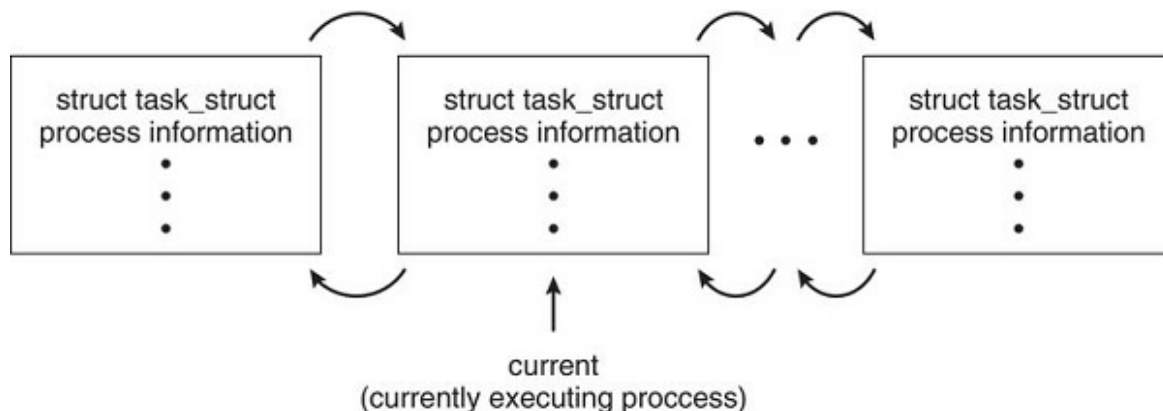 struct task_struct
process information
struct task_struct
process information
struct task_struct
process information
current
(currently executing proccess)